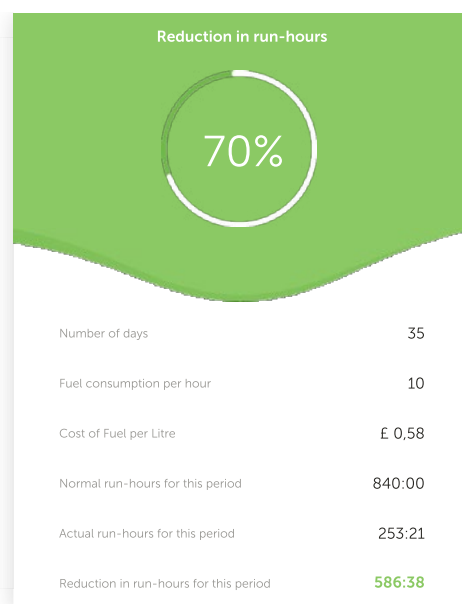 Reduction in run-hours
70%
Number of days 35
Fuel consumption per hour 10
Cost of Fuel per Litre £ 0,58
Normal run-hours for this period 840:00
Actual run-hours for this period 253:21
Reduction in run-hours for this period 586:38